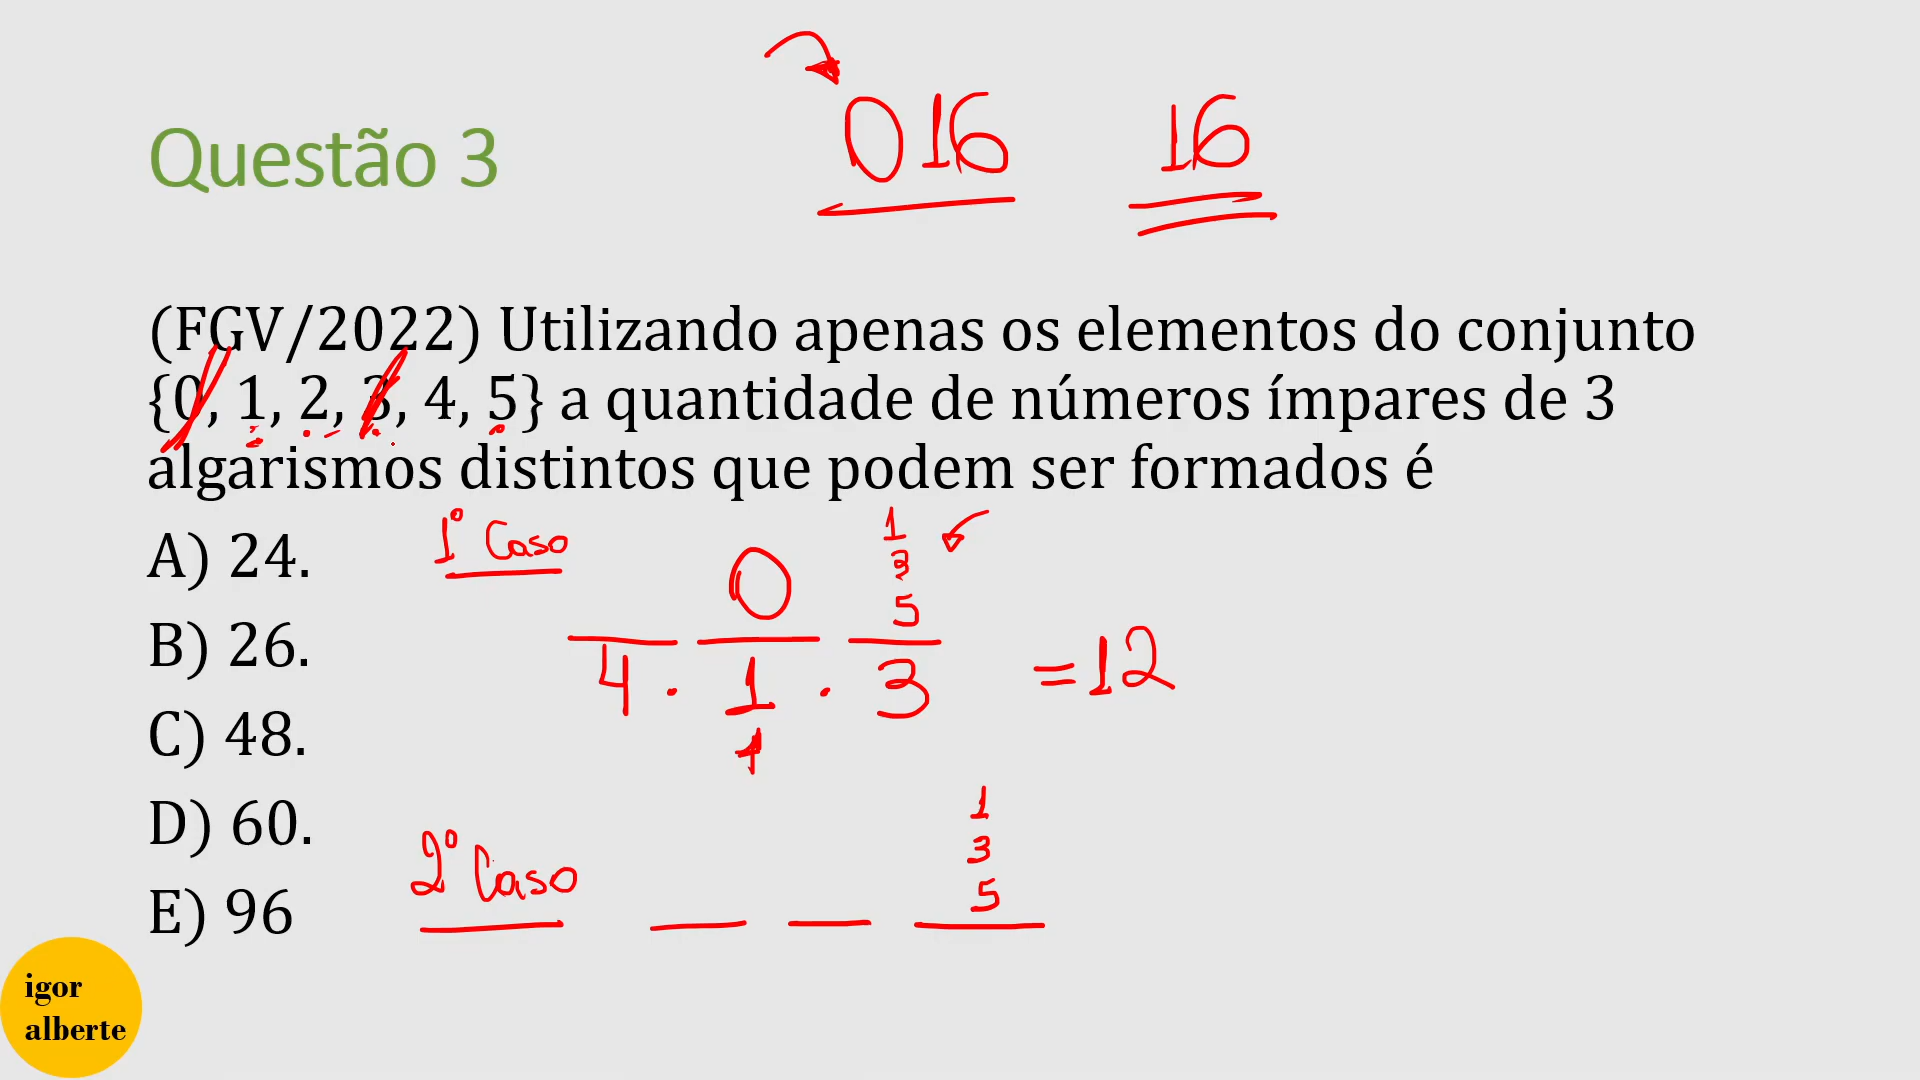 016 16
Questão 3
(FGV/2022) Utilizando apenas os elementos do conjunto
{0, 1, 2, 3, 4, 5} a quantidade de números ímpares de 3
algarismos distintos que podem ser formados é
A) 24.
B) 26.
C) 48.
D) 60.
E) 96
1º Caso
0
1
3
5
4 . 1 . 3 = 12
1
2º Caso
1
3
5
igor
alberte